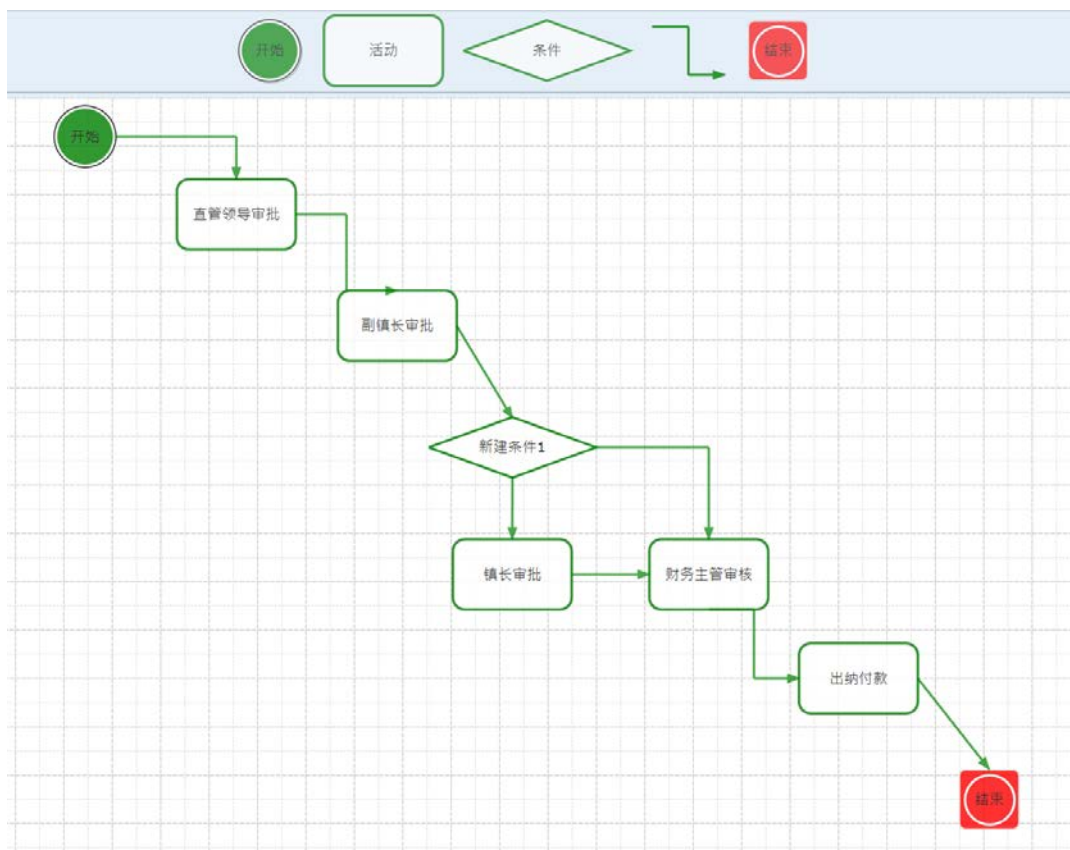 开始
活动
条件
结束
开始
直管领导审批
副镇长审批
新建条件1
镇长审批
财务主管审核
出纳付款
结束